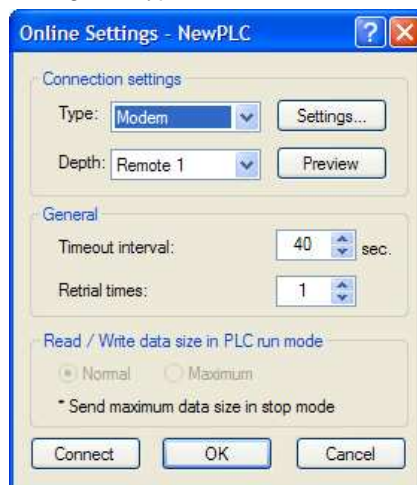 Online Settings - NewPLC
Connection settings
Type: Modem Settings...
Depth: Remote 1 Preview
General
Timeout interval: 40 sec.
Retrial times: 1
Read / Write data size in PLC run mode
Normal Maximum
* Send maximum data size in stop mode
Connect OK Cancel